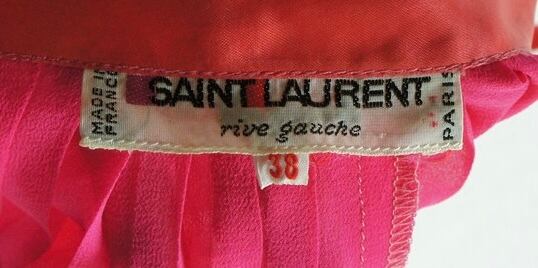 MADE IN
FRANCE
SAINT LAURENT
rive gauche
PARIS
38